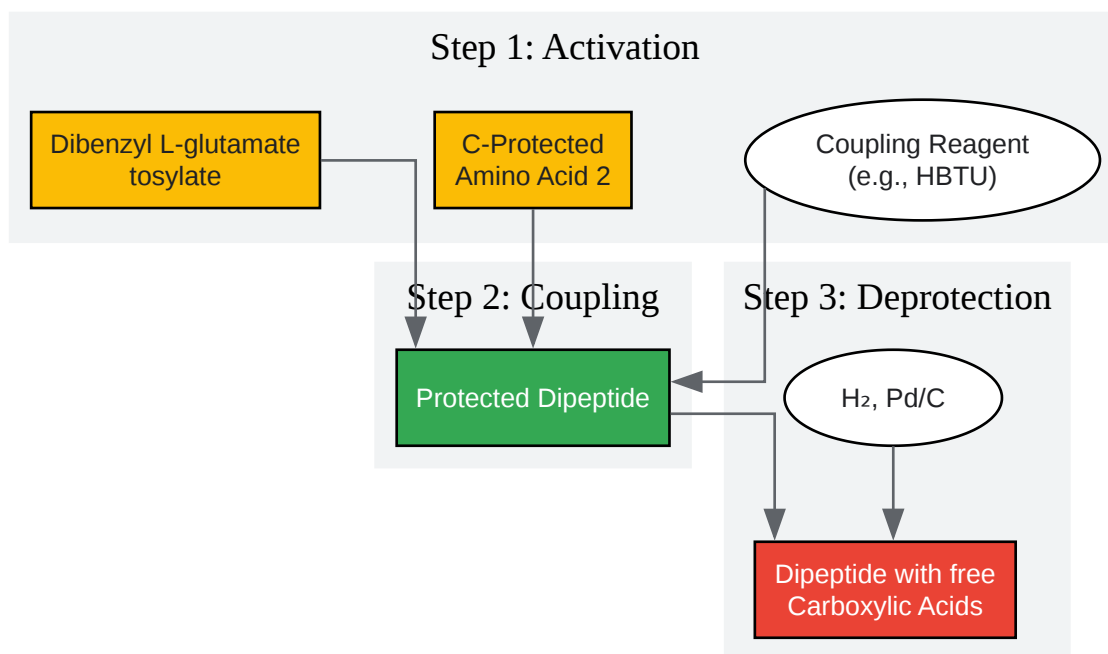 Step 1: Activation
Dibenzyl L-glutamate
tosylate
C-Protected
Amino Acid 2
Coupling Reagent
(e.g., HBTU)
Step 2: Coupling
Step 3: Deprotection
Protected Dipeptide
H₂, Pd/C
Dipeptide with free
Carboxylic Acids